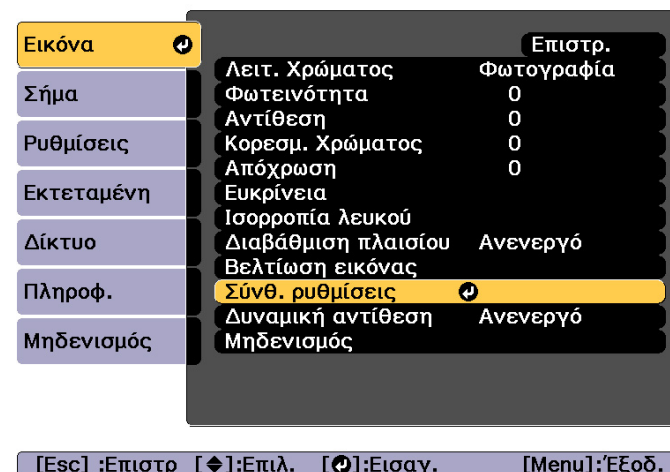 Εικόνα
Σήμα
Ρυθμίσεις
Εκτεταμένη
Δίκτυο
Πληροφ.
Μηδενισμός
Επιστρ.
Λειτ. Χρώματος Φωτογραφία
Φωτεινότητα 0
Αντίθεση 0
Κορεσμ. Χρώματος 0
Απόχρωση 0
Ευκρίνεια
Ισορροπία λευκού
Διαβάθμιση πλαισίου Ανενεργό
Βελτίωση εικόνας
Σύνθ. ρυθμίσεις
Δυναμική αντίθεση Ανενεργό
Μηδενισμός
[Esc] :Επιστρ [◆]:Επιλ. [↵]:Εισαγ. [Menu]:Έξοδ.